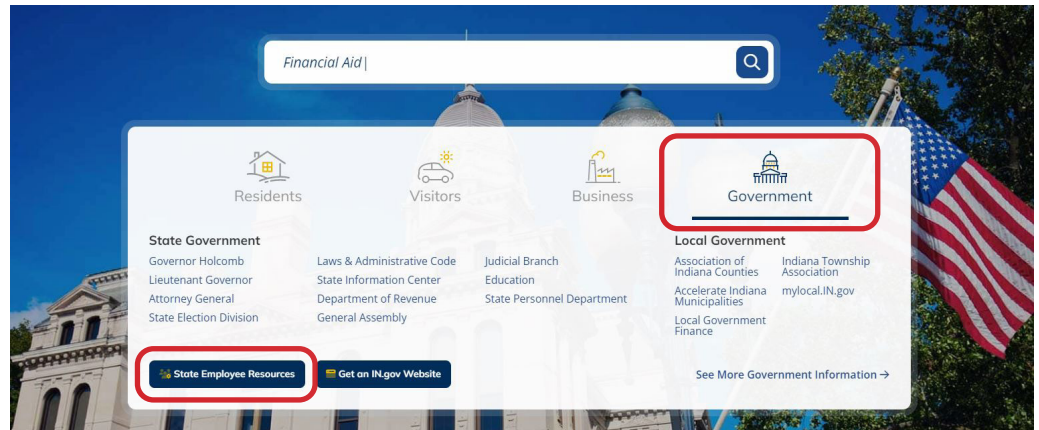 Financial Aid
Residents
Visitors
Business
Government
State Government
Governor Holcomb
Lieutenant Governor
Attorney General
State Election Division
Laws & Administrative Code
State Information Center
Department of Revenue
General Assembly
Judicial Branch
Education
State Personnel Department
Local Government
Association of
Indiana Counties
Accelerate Indiana
Municipalities
Local Government
Finance
Indiana Township
Association
mylocal.IN.gov
State Employee Resources
Get an IN.gov Website
See More Government Information →